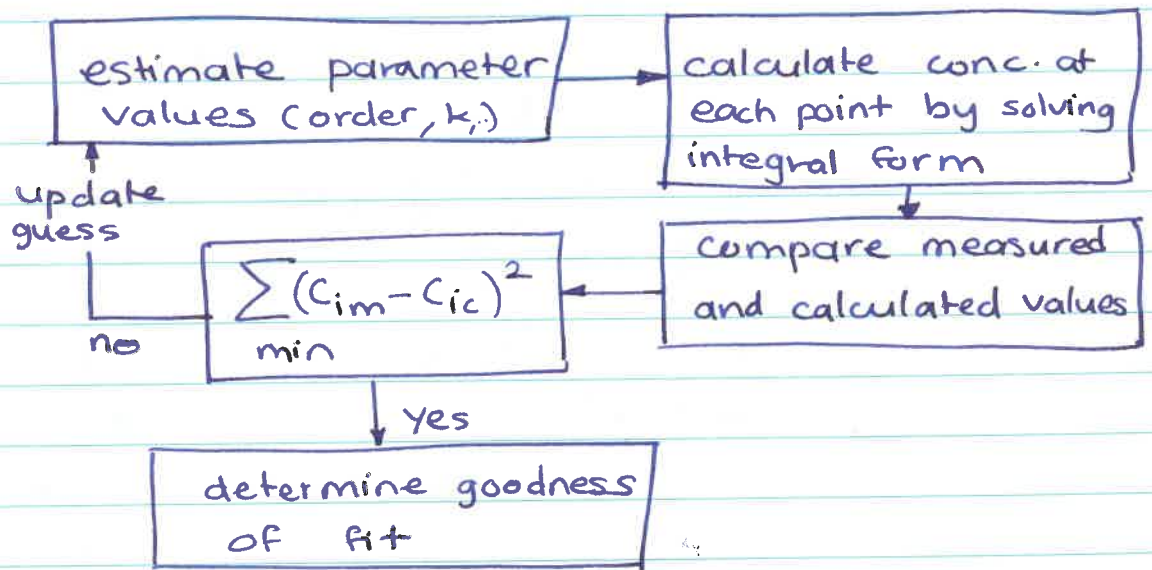 estimate parameter
values (order, k,..)
calculate conc. at
each point by solving
integral form
compare measured
and calculated values
∑(Cim - Cic)²
min
no
update
guess
yes
determine goodness
of fit